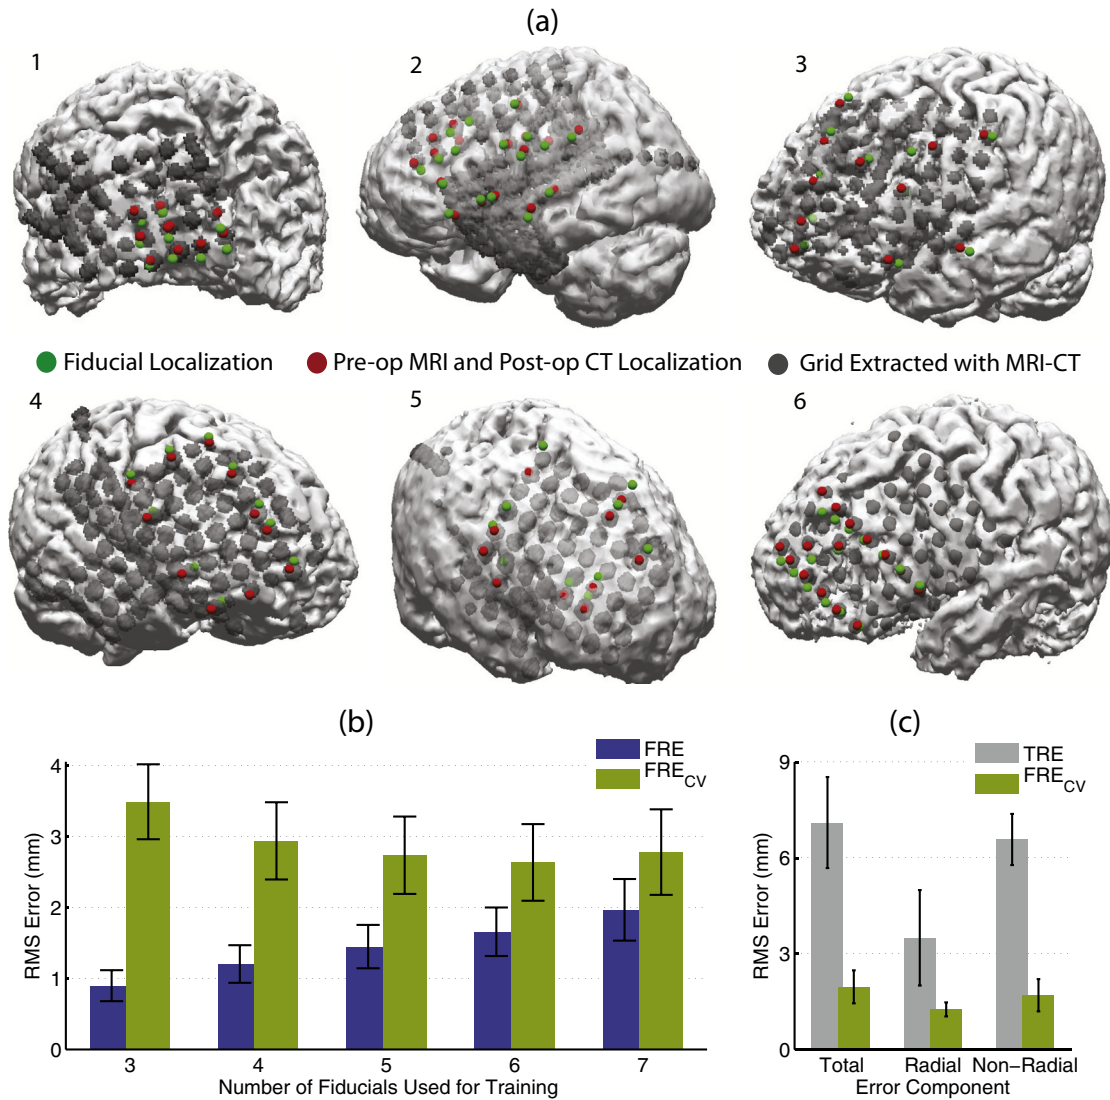 (a)
1
2
3
Fiducial Localization
Pre-op MRI and Post-op CT Localization
Grid Extracted with MRI-CT
4
5
6
(b)
FRE
FRE_CV
4
3
2
1
0
RMS Error (mm)
3 4 5 6 7
Number of Fiducials Used for Training
(c)
TRE
FRE_CV
9
6
3
0
RMS Error (mm)
Total Radial Non-Radial
Error Component